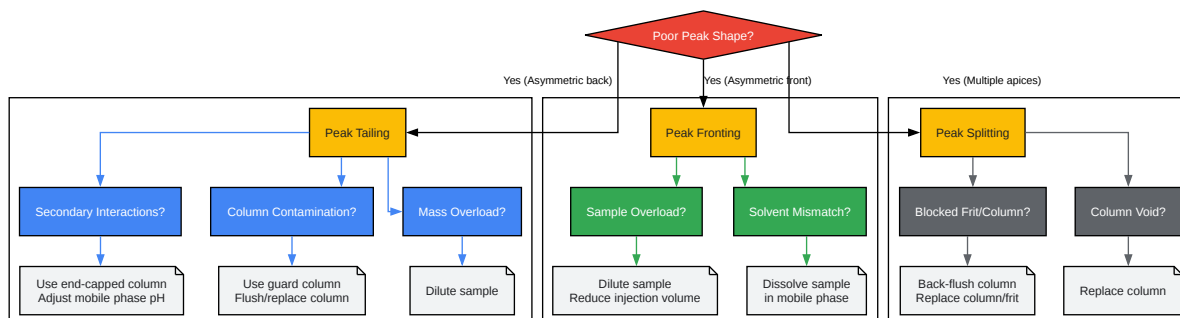 Poor Peak Shape?
Yes (Asymmetric back)
Yes (Asymmetric front)
Yes (Multiple apices)
Peak Tailing
Peak Fronting
Peak Splitting
Secondary Interactions?
Column Contamination?
Mass Overload?
Sample Overload?
Solvent Mismatch?
Blocked Frit/Column?
Column Void?
Use end-capped column
Adjust mobile phase pH
Use guard column
Flush/replace column
Dilute sample
Dilute sample
Reduce injection volume
Dissolve sample
in mobile phase
Back-flush column
Replace column/frit
Replace column